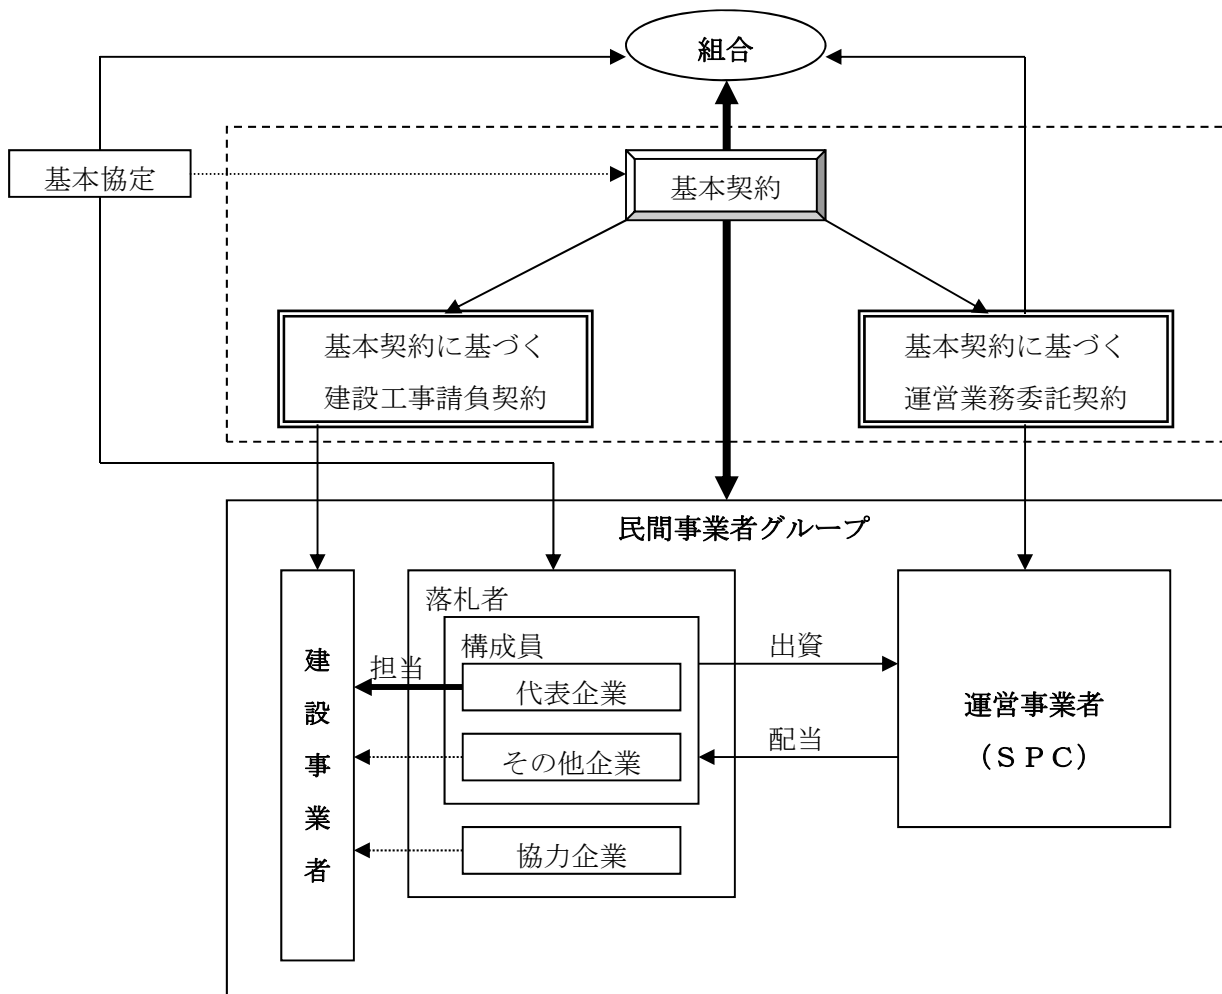 組合
基本協定
基本契約
基本契約に基づく
建設工事請負契約
基本契約に基づく
運営業務委託契約
民間事業者グループ
建設事業者
落札者
構成員
担当
代表企業
その他企業
協力企業
出資
配当
運営事業者
（ＳＰＣ）